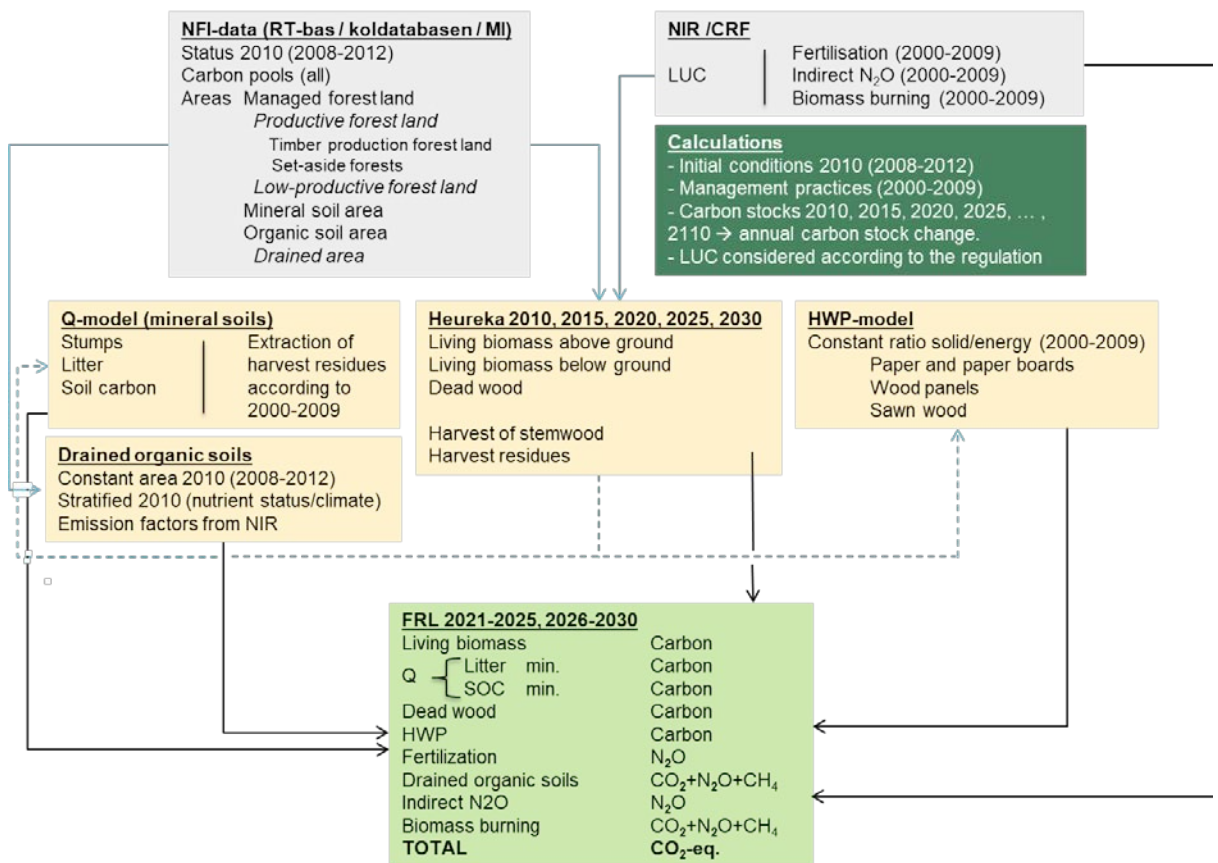 NFI-data (RT-bas / koldatabasen / MI)
Status 2010 (2008-2012)
Carbon pools (all)
Areas Managed forest land
Productive forest land
Timber production forest land
Set-aside forests
Low-productive forest land
Mineral soil area
Organic soil area
Drained area
NIR /CRF
LUC
Fertilisation (2000-2009)
Indirect N₂O (2000-2009)
Biomass burning (2000-2009)
Calculations
- Initial conditions 2010 (2008-2012)
- Management practices (2000-2009)
- Carbon stocks 2010, 2015, 2020, 2025, ... ,
2110 → annual carbon stock change.
- LUC considered according to the regulation
Q-model (mineral soils)
Stumps
Litter
Soil carbon
Extraction of
harvest residues
according to
2000-2009
Heureka 2010, 2015, 2020, 2025, 2030
Living biomass above ground
Living biomass below ground
Dead wood
Harvest of stemwood
Harvest residues
HWP-model
Constant ratio solid/energy (2000-2009)
Paper and paper boards
Wood panels
Sawn wood
Drained organic soils
Constant area 2010 (2008-2012)
Stratified 2010 (nutrient status/climate)
Emission factors from NIR
FRL 2021-2025, 2026-2030
Living biomass Carbon
Q
Litter min. Carbon
SOC min. Carbon
Dead wood Carbon
HWP Carbon
Fertilization N₂O
Drained organic soils CO₂+N₂O+CH₄
Indirect N2O N₂O
Biomass burning CO₂+N₂O+CH₄
TOTAL CO₂-eq.